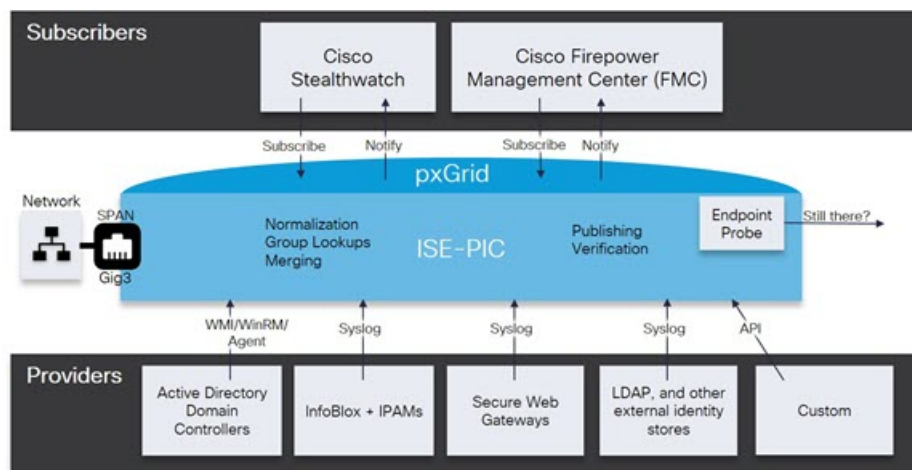 Subscribers
Cisco
Stealthwatch
Cisco Firepower
Management Center (FMC)
Subscribe
Notify
Subscribe
Notify
pxGrid
Network
SPAN
Gig3
Normalization
Group Lookups
Merging
ISE-PIC
Publishing
Verification
Endpoint
Probe
Still there?
WMI/WinRM/
Agent
Syslog
Syslog
Syslog
API
Providers
Active Directory
Domain
Controllers
InfoBlox + IPAMs
Secure Web
Gateways
LDAP, and other
external identity
stores
Custom